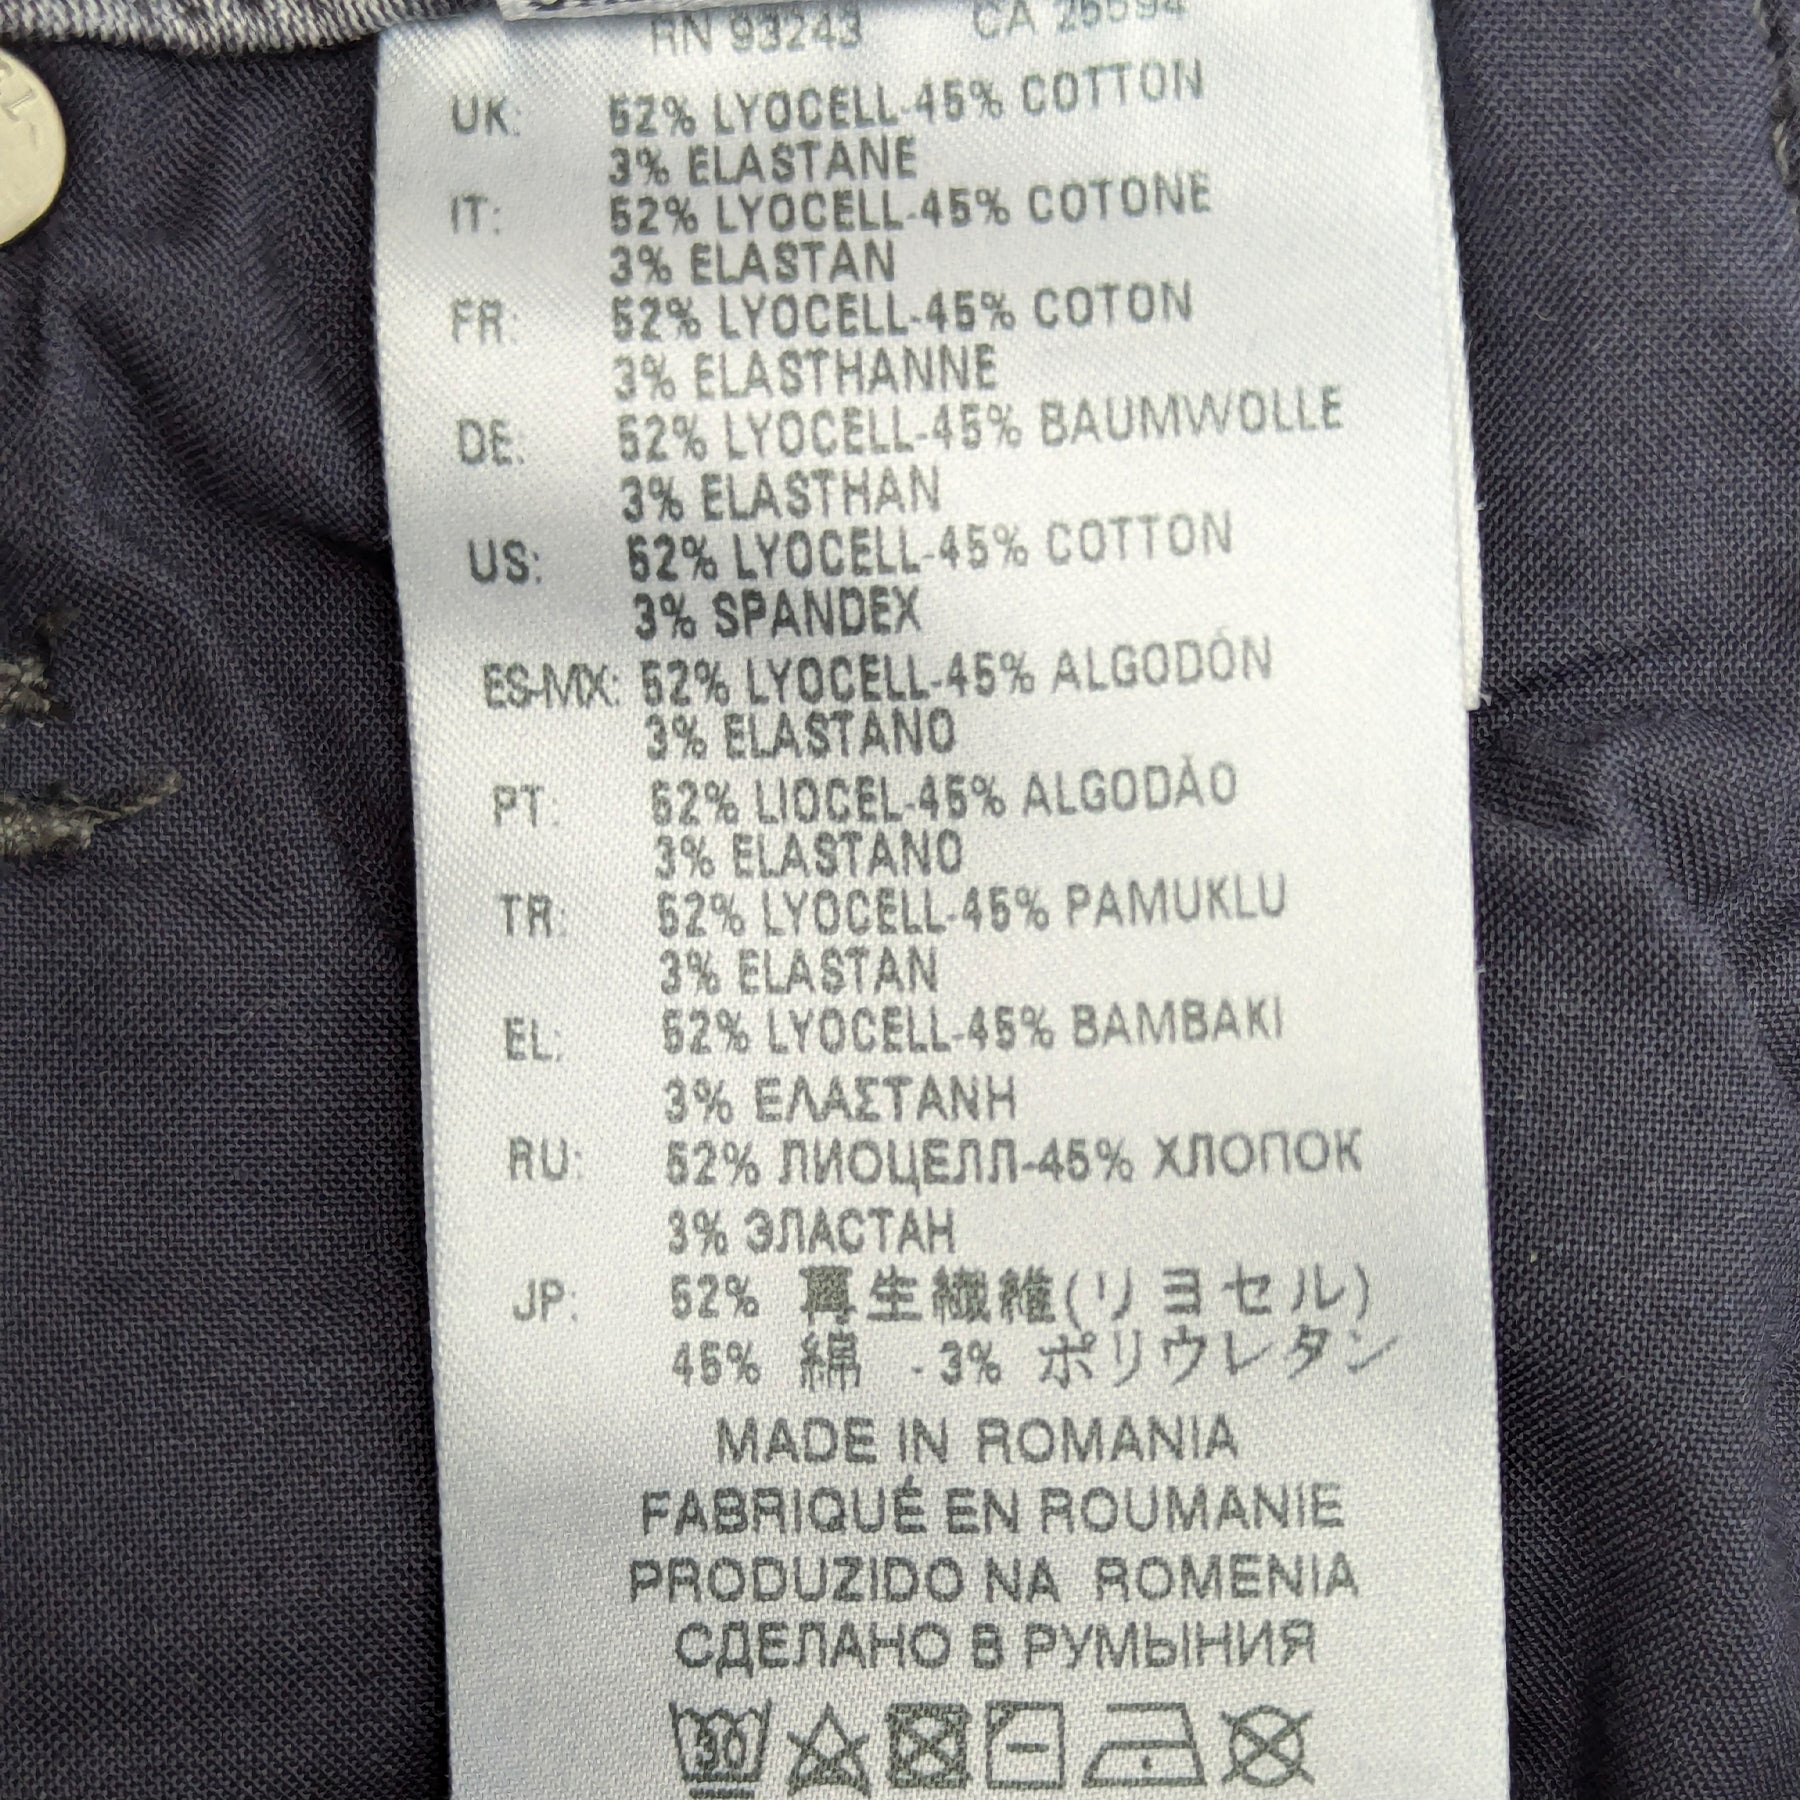 RN 93243 CA 26594
UK: 52% LYOCELL-45% COTTON
3% ELASTANE
IT: 52% LYOCELL-45% COTONE
3% ELASTAN
FR: 52% LYOCELL-45% COTON
3% ELASTHANNE
DE: 52% LYOCELL-45% BAUMWOLLE
3% ELASTHAN
US: 52% LYOCELL-45% COTTON
3% SPANDEX
ES-MX: 52% LYOCELL-45% ALGODÓN
3% ELASTANO
PT: 52% LIOCEL-45% ALGODÃO
3% ELASTANO
TR: 52% LYOCELL-45% PAMUKLU
3% ELASTAN
EL: 52% LYOCELL-45% BAMBAKI
3% ΕΛΑΣΤΑΝΗ
RU: 52% ЛИОЦЕЛЛ-45% ХЛОПОК
3% ЭЛАСТАН
JP: 52% 再生繊維(リヨセル)
45% 綿 -3% ポリウレタン
MADE IN ROMANIA
FABRIQUÉ EN ROUMANIE
PRODUZIDO NA ROMENIA
СДЕЛАНО В РУМЫНИЯ
30